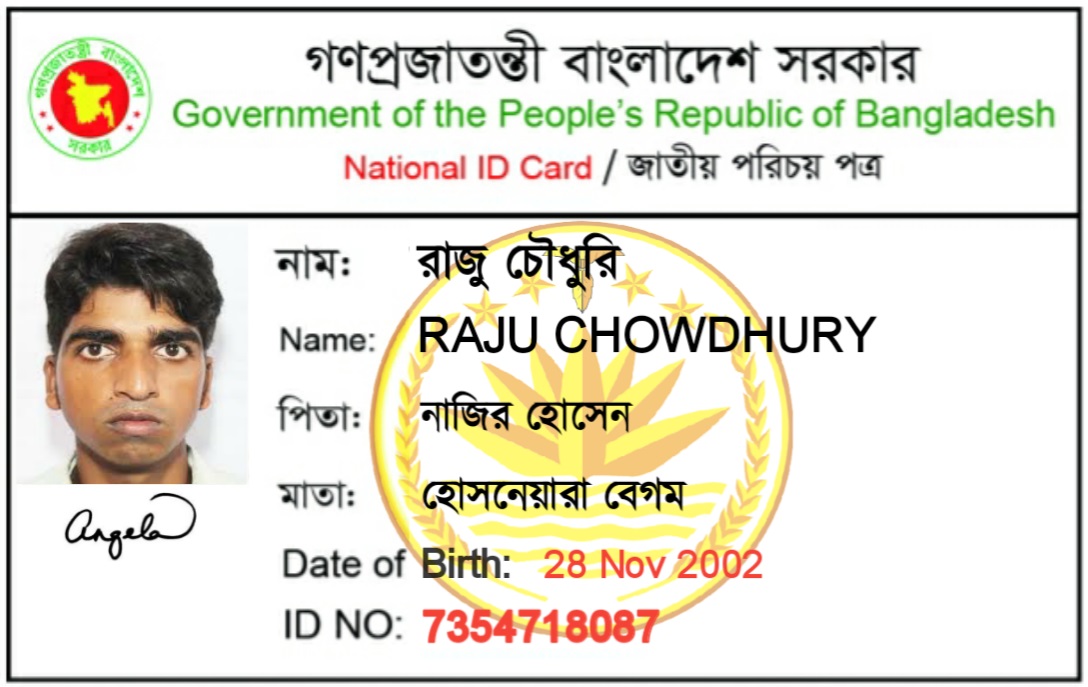 গণপ্রজাতন্তী বাংলাদেশ সরকার
Government of the People's Republic of Bangladesh
National ID Card / জাতীয় পরিচয় পত্র
গণপ্রজাতন্ত্রী বাংলাদেশ
সরকার
নাম: রাজু চৌধুরি
Name: RAJU CHOWDHURY
পিতা: নাজির হোসেন
মাতা: হোসনেয়ারা বেগম
Angela
Date of Birth: 28 Nov 2002
ID NO: 7354718087